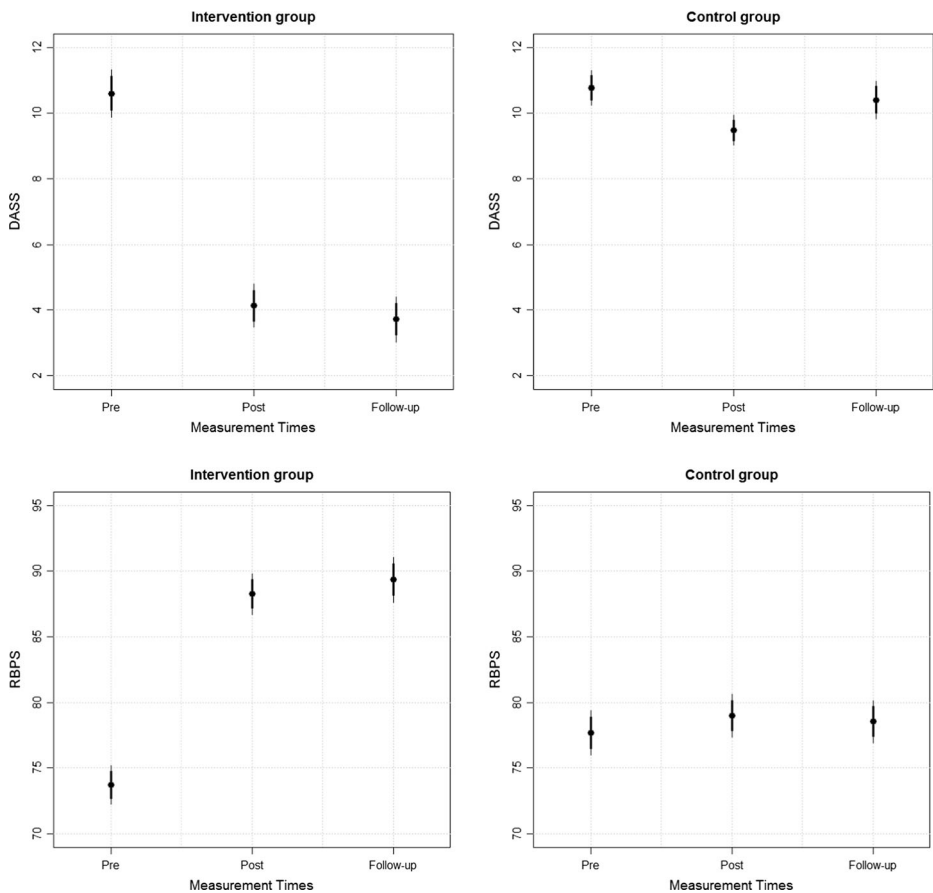 Intervention group
DASS
12
10
8
6
4
2
Pre Post Follow-up
Measurement Times
Control group
DASS
12
10
8
6
4
2
Pre Post Follow-up
Measurement Times
Intervention group
RBPS
95
90
85
80
75
70
Pre Post Follow-up
Measurement Times
Control group
RBPS
95
90
85
80
75
70
Pre Post Follow-up
Measurement Times